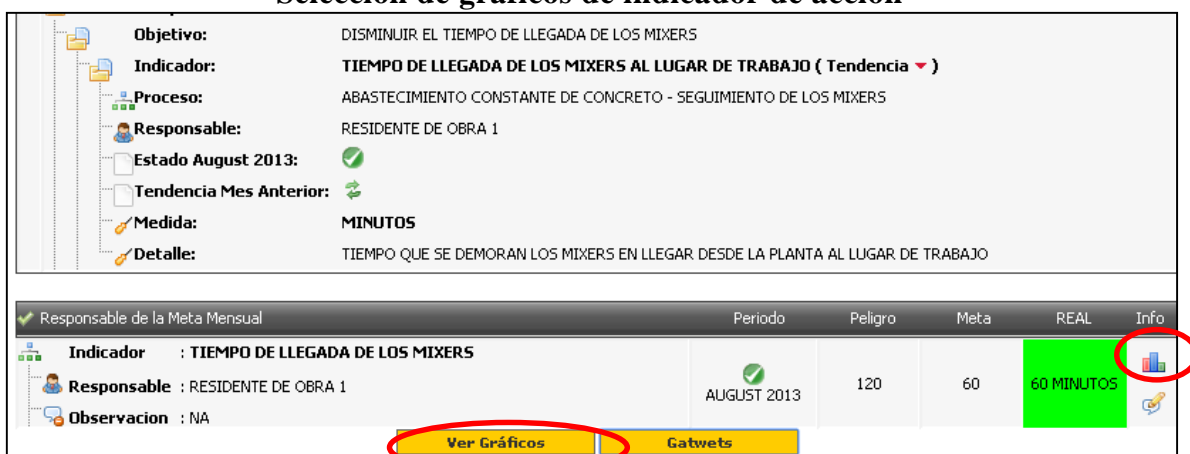 Selección de gráficos de indicador de acción
Objetivo: DISMINUIR EL TIEMPO DE LLEGADA DE LOS MIXERS
Indicador: TIEMPO DE LLEGADA DE LOS MIXERS AL LUGAR DE TRABAJO ( Tendencia )
Proceso: ABASTECIMIENTO CONSTANTE DE CONCRETO - SEGUIMIENTO DE LOS MIXERS
Responsable: RESIDENTE DE OBRA 1
Estado August 2013:
Tendencia Mes Anterior:
Medida: MINUTOS
Detalle: TIEMPO QUE SE DEMORAN LOS MIXERS EN LLEGAR DESDE LA PLANTA AL LUGAR DE TRABAJO
Responsable de la Meta Mensual Periodo Peligro Meta REAL Info
Indicador : TIEMPO DE LLEGADA DE LOS MIXERS
Responsable : RESIDENTE DE OBRA 1 AUGUST 2013 120 60 60 MINUTOS
Observacion : NA
Ver Gráficos Gatwets